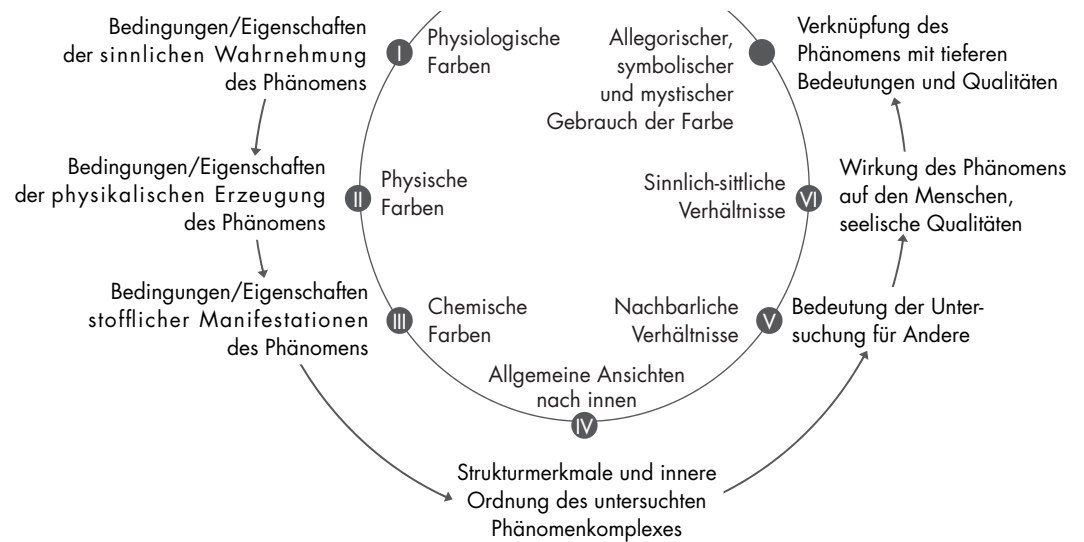 Bedingungen/Eigenschaften
der sinnlichen Wahrnehmung
des Phänomens
I
Physiologische
Farben
Bedingungen/Eigenschaften
der physikalischen Erzeugung
des Phänomens
II
Physische
Farben
Bedingungen/Eigenschaften
stofflicher Manifestationen
des Phänomens
III
Chemische
Farben
Allgemeine Ansichten
nach innen
IV
Strukturmerkmale und innere
Ordnung des untersuchten
Phänomenkomplexes
Nachbarliche
Verhältnisse
V
Bedeutung der Unter-
suchung für Andere
Sinnlich-sittliche
Verhältnisse
VI
Wirkung des Phänomens
auf den Menschen,
seelische Qualitäten
Allegorischer,
symbolischer
und mystischer
Gebrauch der Farbe
Verknüpfung des
Phänomens mit tieferen
Bedeutungen und Qualitäten